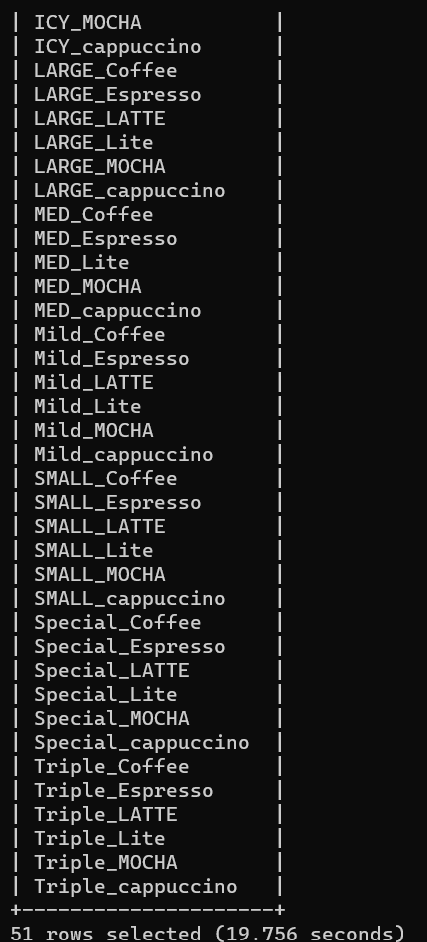 | ICY_MOCHA |
| ICY_cappuccino |
| LARGE_Coffee |
| LARGE_Espresso |
| LARGE_LATTE |
| LARGE_Lite |
| LARGE_MOCHA |
| LARGE_cappuccino |
| MED_Coffee |
| MED_Espresso |
| MED_Lite |
| MED_MOCHA |
| MED_cappuccino |
| Mild_Coffee |
| Mild_Espresso |
| Mild_LATTE |
| Mild_Lite |
| Mild_MOCHA |
| Mild_cappuccino |
| SMALL_Coffee |
| SMALL_Espresso |
| SMALL_LATTE |
| SMALL_Lite |
| SMALL_MOCHA |
| SMALL_cappuccino |
| Special_Coffee |
| Special_Espresso |
| Special_LATTE |
| Special_Lite |
| Special_MOCHA |
| Special_cappuccino |
| Triple_Coffee |
| Triple_Espresso |
| Triple_LATTE |
| Triple_Lite |
| Triple_MOCHA |
| Triple_cappuccino |
+---------------------+
51 rows selected (19.756 seconds)